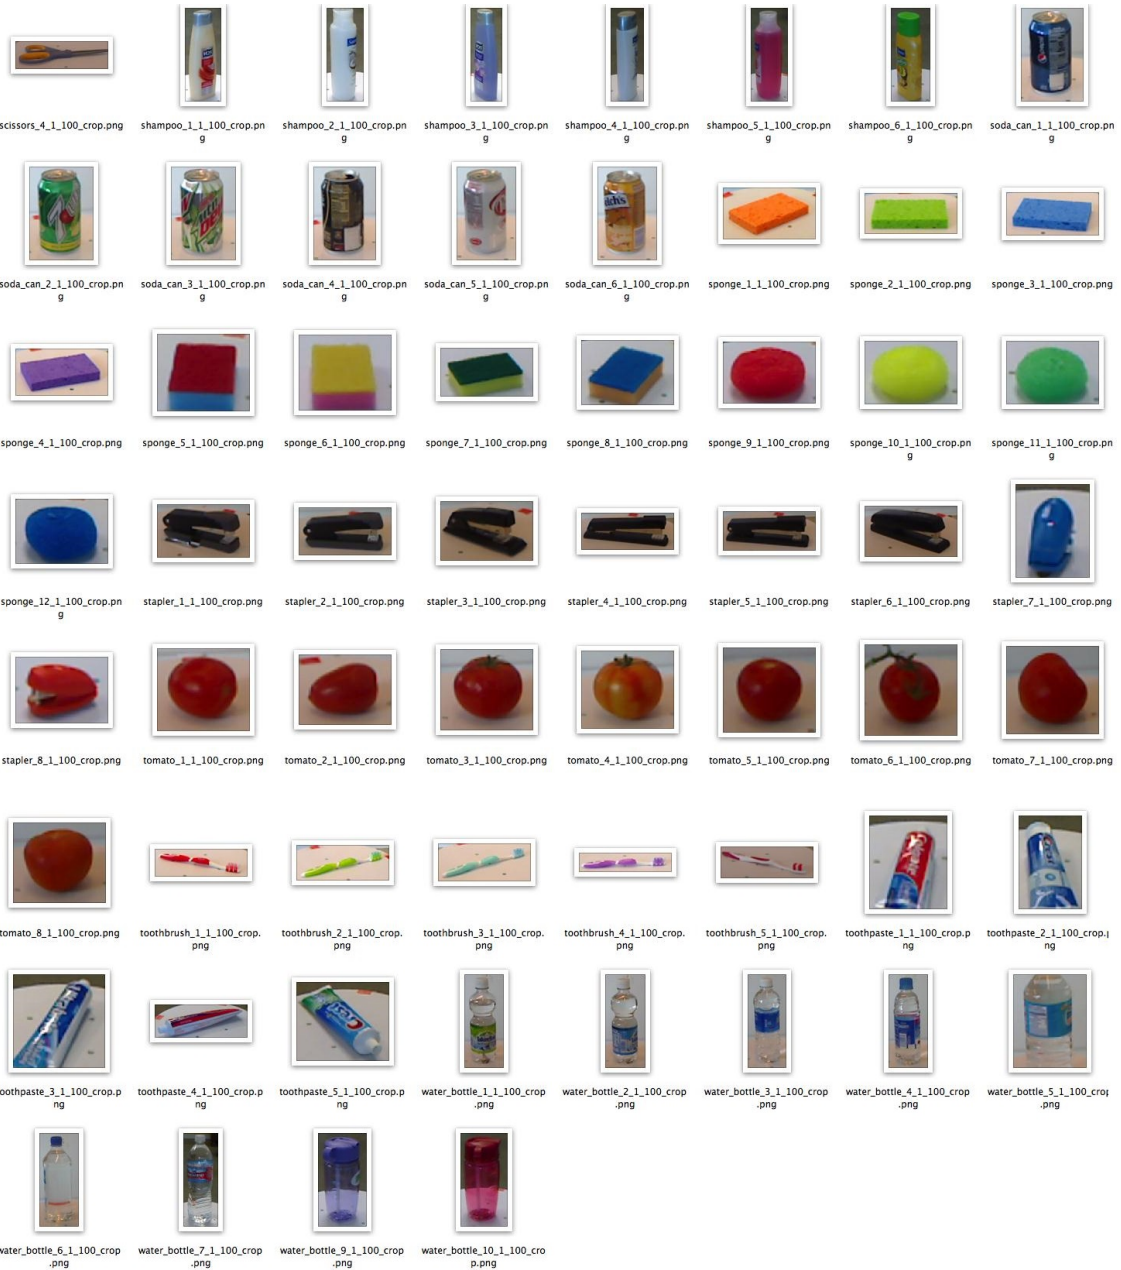 scissors_4_1_100_crop.png
shampoo_1_1_100_crop.pn
g
shampoo_2_1_100_crop.pn
g
shampoo_3_1_100_crop.pn
g
shampoo_4_1_100_crop.pn
g
shampoo_5_1_100_crop.pn
g
shampoo_6_1_100_crop.pn
g
soda_can_1_1_100_crop.pn
g
soda_can_2_1_100_crop.pn
g
soda_can_3_1_100_crop.pn
g
soda_can_4_1_100_crop.pn
g
soda_can_5_1_100_crop.pn
g
soda_can_6_1_100_crop.pn
g
sponge_1_1_100_crop.png
sponge_2_1_100_crop.png
sponge_3_1_100_crop.png
sponge_4_1_100_crop.png
sponge_5_1_100_crop.png
sponge_6_1_100_crop.png
sponge_7_1_100_crop.png
sponge_8_1_100_crop.png
sponge_9_1_100_crop.png
sponge_10_1_100_crop.pn
g
sponge_11_1_100_crop.pn
g
sponge_12_1_100_crop.pn
g
stapler_1_1_100_crop.png
stapler_2_1_100_crop.png
stapler_3_1_100_crop.png
stapler_4_1_100_crop.png
stapler_5_1_100_crop.png
stapler_6_1_100_crop.png
stapler_7_1_100_crop.png
stapler_8_1_100_crop.png
tomato_1_1_100_crop.png
tomato_2_1_100_crop.png
tomato_3_1_100_crop.png
tomato_4_1_100_crop.png
tomato_5_1_100_crop.png
tomato_6_1_100_crop.png
tomato_7_1_100_crop.png
tomato_8_1_100_crop.png
toothbrush_1_1_100_crop.
png
toothbrush_2_1_100_crop.
png
toothbrush_3_1_100_crop.
png
toothbrush_4_1_100_crop.
png
toothbrush_5_1_100_crop.
png
toothpaste_1_1_100_crop.p
ng
toothpaste_2_1_100_crop.p
ng
toothpaste_3_1_100_crop.p
ng
toothpaste_4_1_100_crop.p
ng
toothpaste_5_1_100_crop.p
ng
water_bottle_1_1_100_crop
.png
water_bottle_2_1_100_crop
.png
water_bottle_3_1_100_crop
.png
water_bottle_4_1_100_crop
.png
water_bottle_5_1_100_crop
.png
water_bottle_6_1_100_crop
.png
water_bottle_7_1_100_crop
.png
water_bottle_9_1_100_crop
.png
water_bottle_10_1_100_cro
p.png